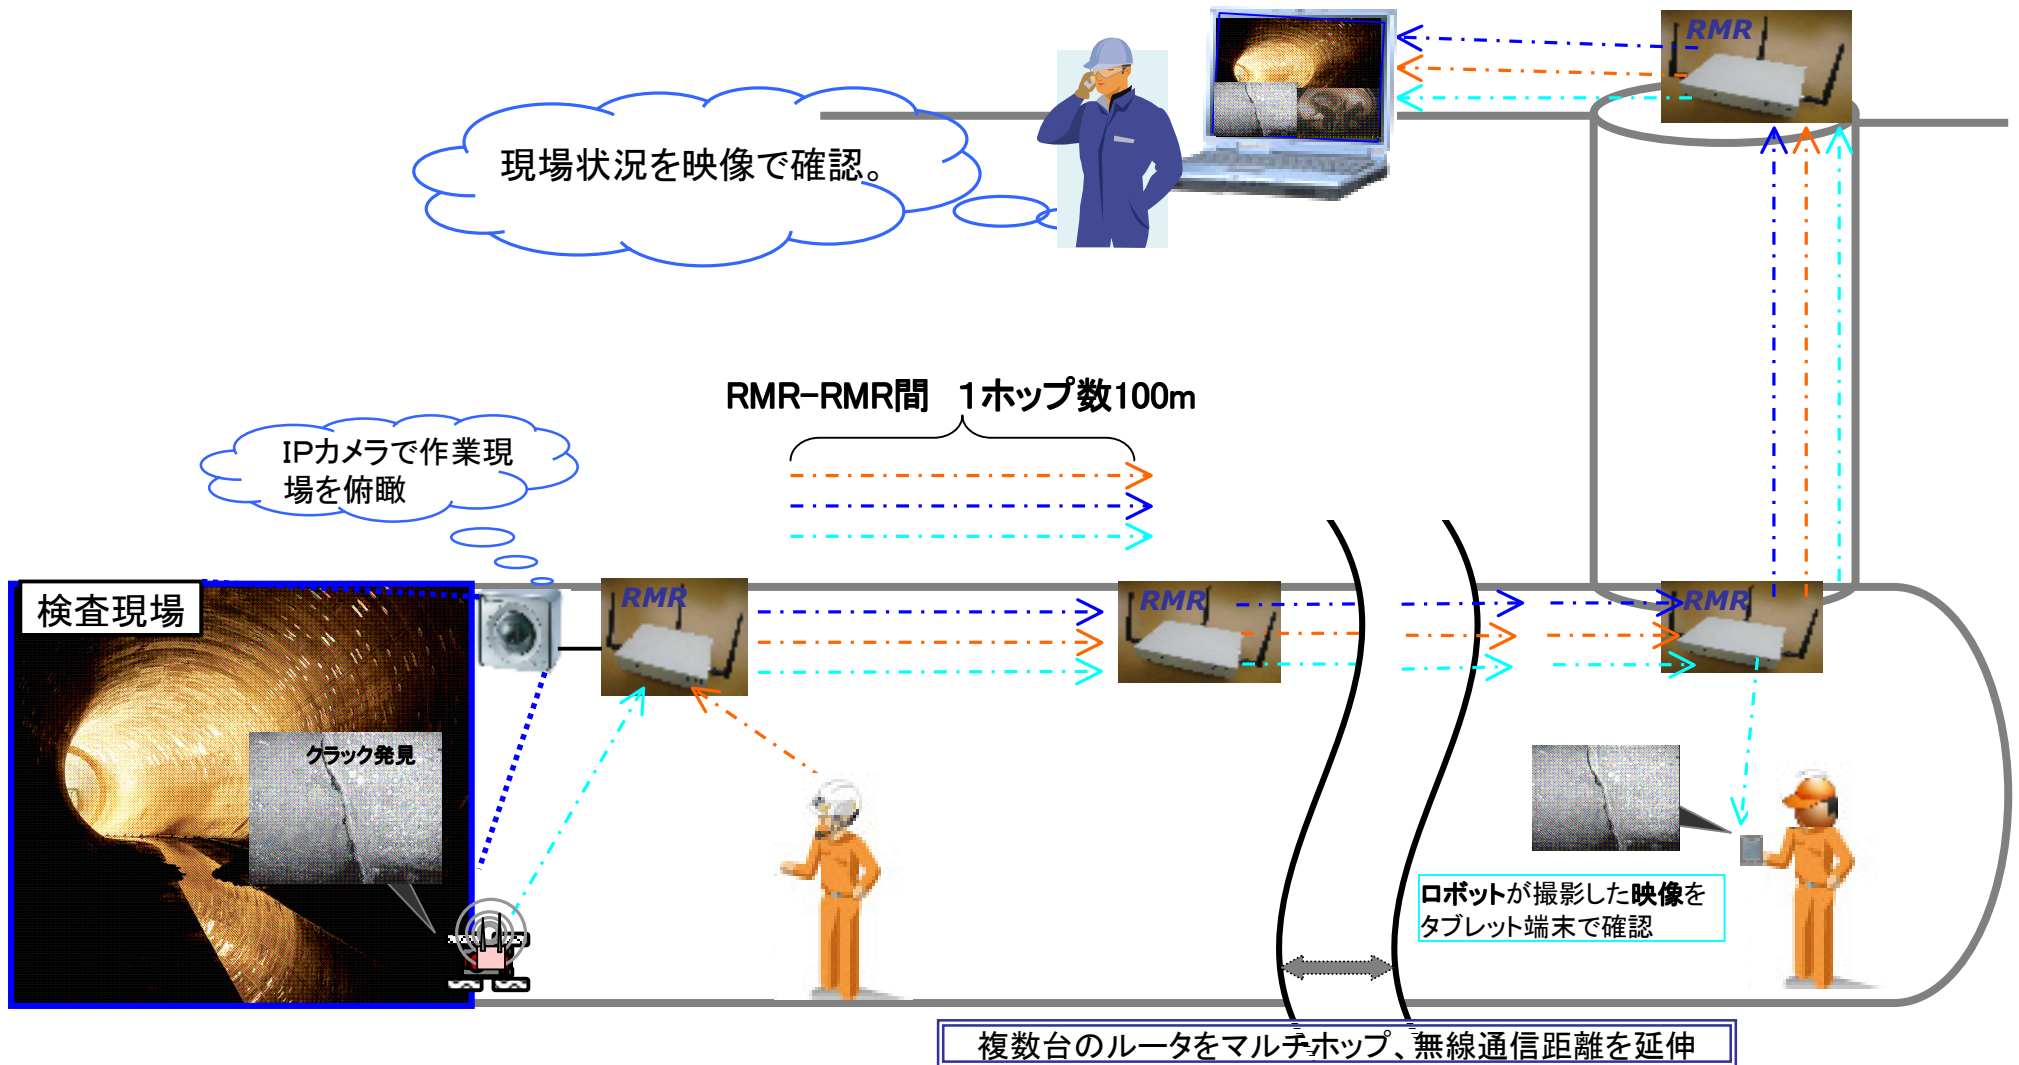 RMR
現場状況を映像で確認。
RMR-RMR間　1ホップ数100m
IPカメラで作業現
場を俯瞰
検査現場
RMR
RMR
RMR
クラック発見
ロボットが撮影した映像を
タブレット端末で確認
複数台のルータをマルチホップ、無線通信距離を延伸